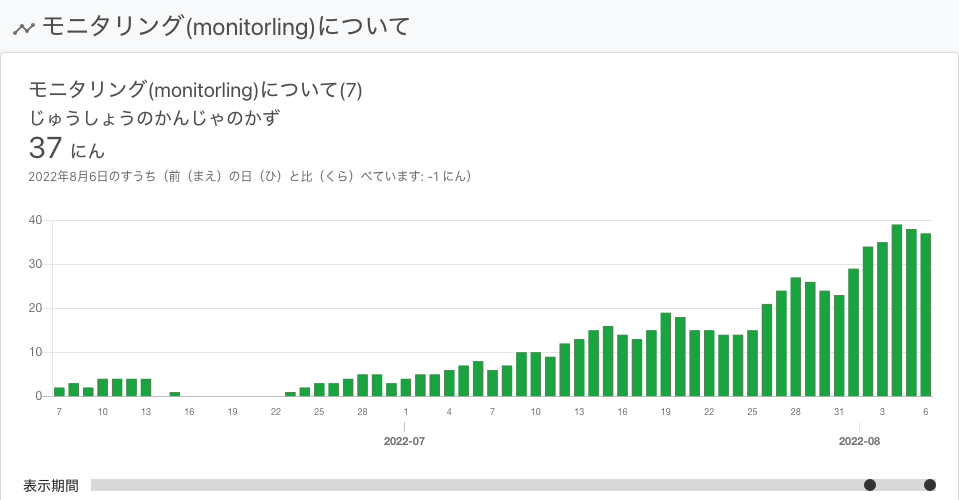 モニタリング(monitorling)について
モニタリング(monitorling)について(7)
じゅうしょうのかんじゃのかず
37 にん
2022年8月6日のすうち（前（まえ）の日（ひ）と比（くら）べています: -1 にん）
40
30
20
10
0
7 10 13 16 19 22 25 28 1 4 7 10 13 16 19 22 25 28 31 3 6
2022-07 2022-08
表示期間